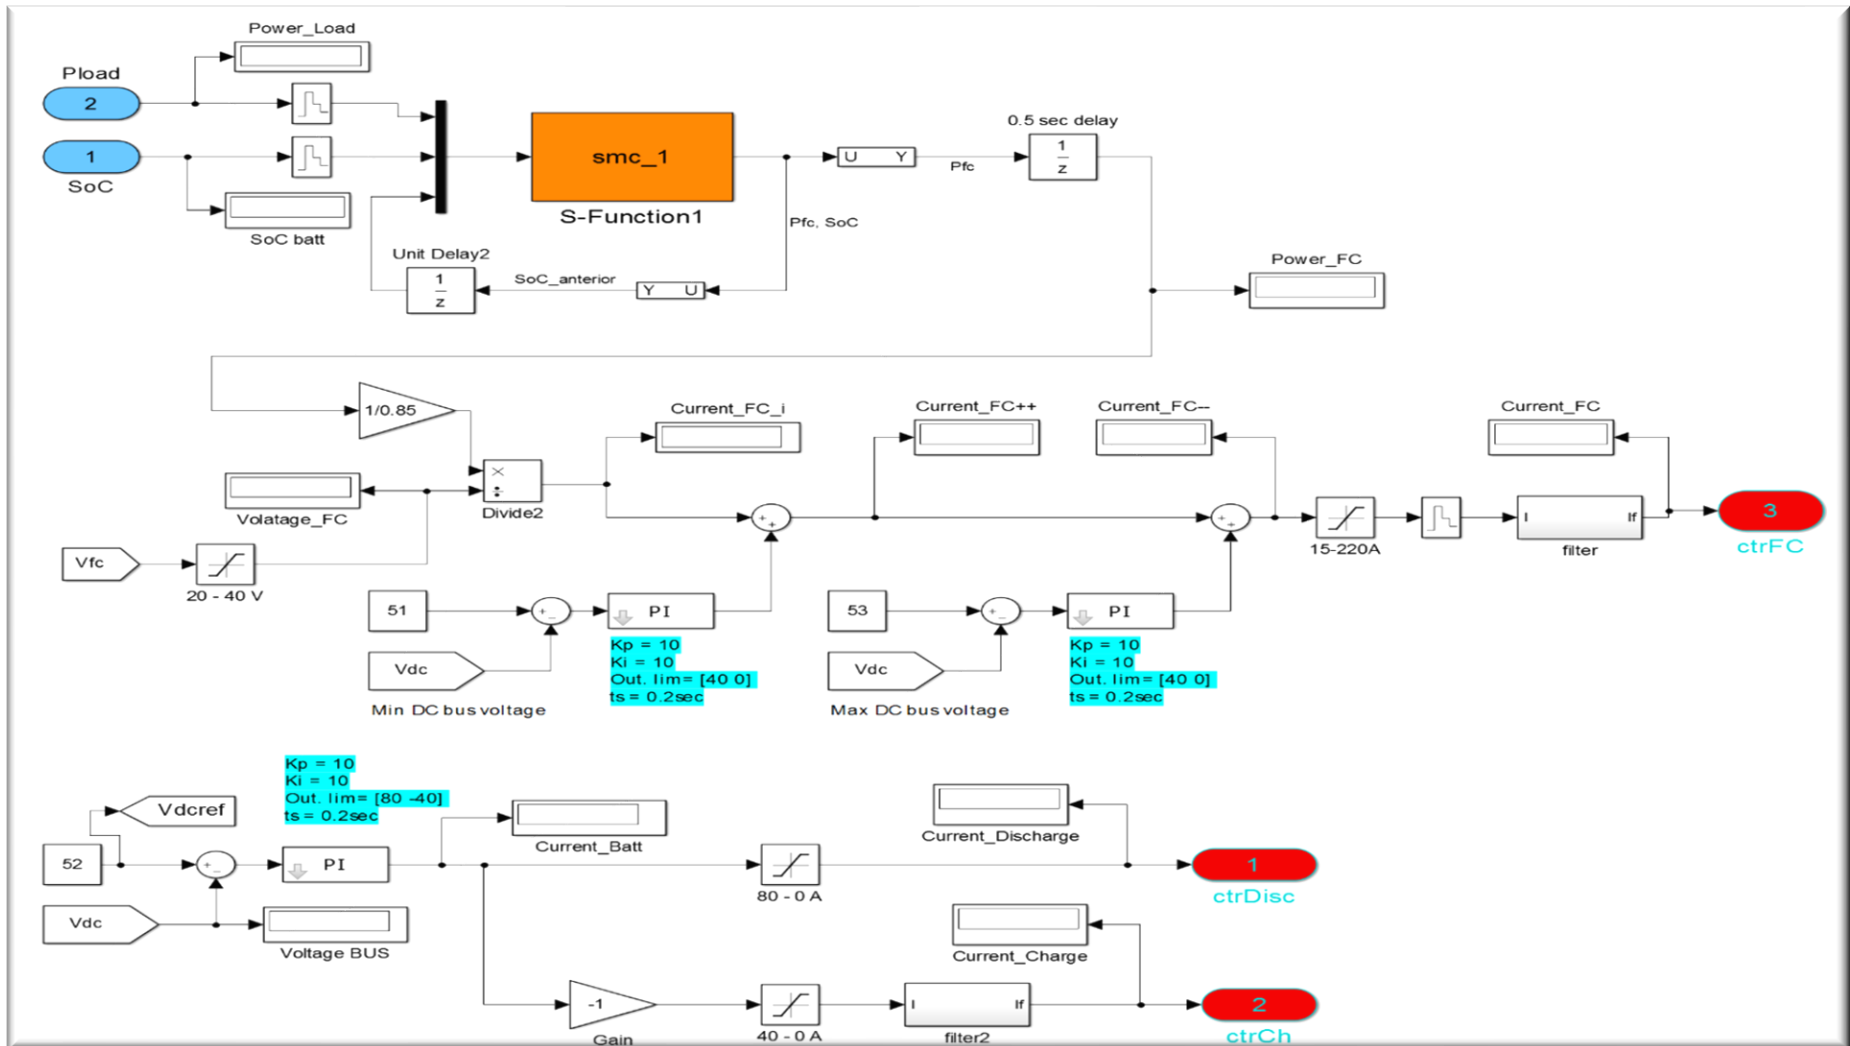 Power_Load
Pload
2
1
SoC
SoC batt
smc_1
S-Function1
U Y
Pfc
0.5 sec delay
1
z
Pfc, SoC
Unit Delay2
1
z
SoC_anterior
Y U
Power_FC
1/0.85
Current_FC_i
Current_FC++
Current_FC--
Current_FC
Volatage_FC
×
÷
Divide2
Vfc
20 - 40 V
+
+
+
+
15-220A
I If
filter
3
ctrFC
51
+
-
PI
Vdc
Min DC bus voltage
Kp = 10
Ki = 10
Out. lim= [40 0]
ts = 0.2sec
53
+
-
PI
Vdc
Max DC bus voltage
Kp = 10
Ki = 10
Out. lim= [40 0]
ts = 0.2sec
Kp = 10
Ki = 10
Out. lim= [80 -40]
ts = 0.2sec
Vdcref
52
+
-
PI
Vdc
Voltage BUS
Current_Batt
80 - 0 A
Current_Discharge
1
ctrDisc
-1
Gain
40 - 0 A
I If
filter2
Current_Charge
2
ctrCh